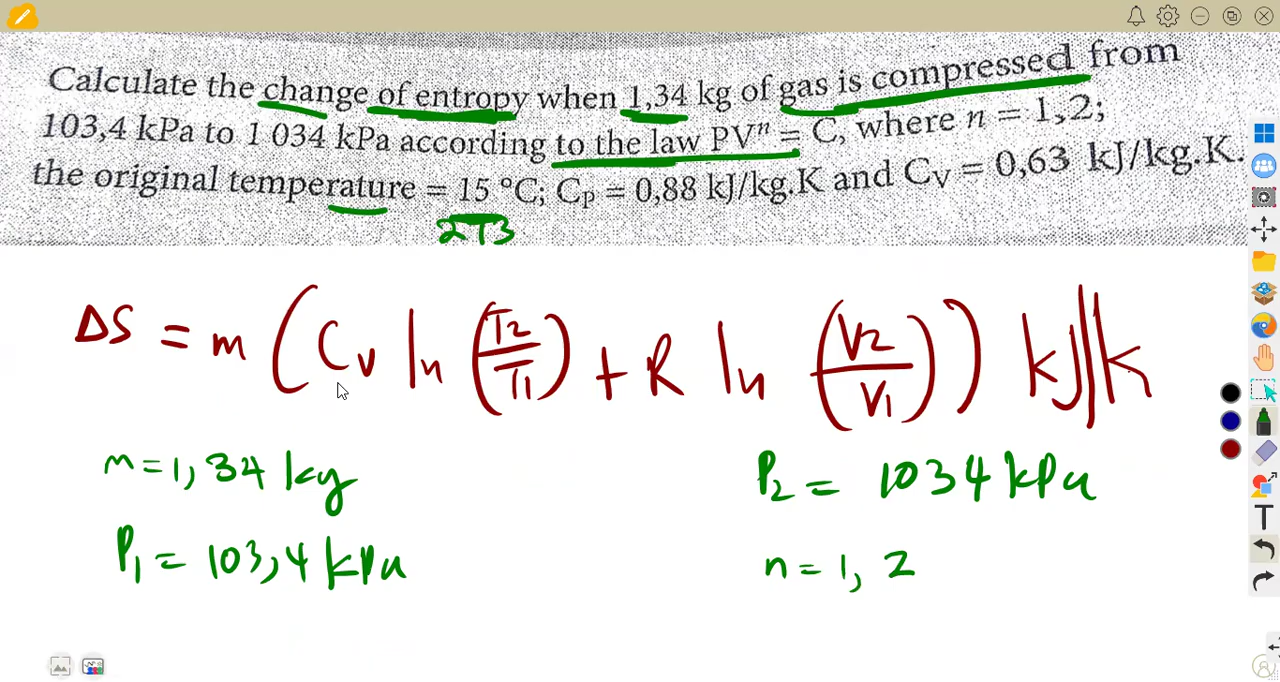 Calculate the change of entropy when 1,34 kg of gas is compressed from
103,4 kPa to 1 034 kPa according to the law PVⁿ = C, where n = 1,2;
the original temperature = 15 °C; Cp = 0,88 kJ/kg.K and Cv = 0,63 kJ/kg.K.
273
ΔS = m (Cv ln (T2/T1) + R ln (V2/V1)) kJ/K
m = 1,34 kg
P2 = 1034 kPa
P1 = 103,4 kPa
n = 1, 2
T